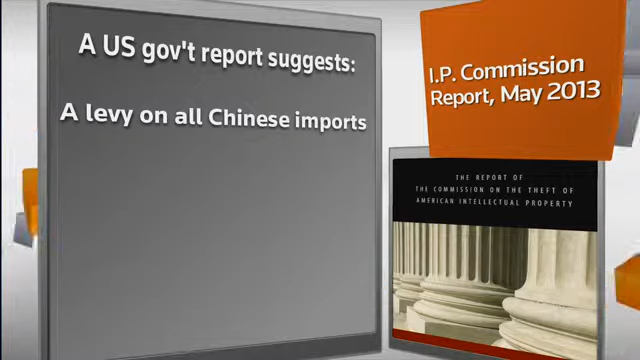 A US gov't report suggests:
A levy on all Chinese imports
I.P. Commission
Report, May 2013
THE REPORT OF
THE COMMISSION ON THE THEFT OF
AMERICAN INTELLECTUAL PROPERTY